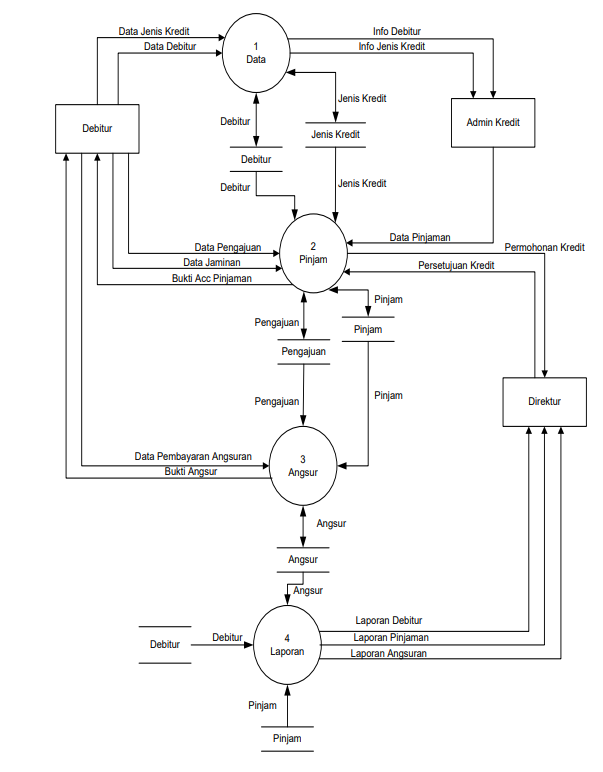 Data Jenis Kredit
Info Debitur
Data Debitur
1
Data
Info Jenis Kredit
Jenis Kredit
Debitur
Debitur
Jenis Kredit
Admin Kredit
Debitur
Debitur
Jenis Kredit
Data Pengajuan
2
Pinjam
Data Pinjaman
Permohonan Kredit
Data Jaminan
Persetujuan Kredit
Bukti Acc Pinjaman
Pinjam
Pengajuan
Pinjam
Pengajuan
Pengajuan
Pinjam
Direktur
Data Pembayaran Angsuran
3
Angsur
Bukti Angsur
Angsur
Angsur
Angsur
Debitur
Debitur
4
Laporan
Laporan Debitur
Laporan Pinjaman
Laporan Angsuran
Pinjam
Pinjam